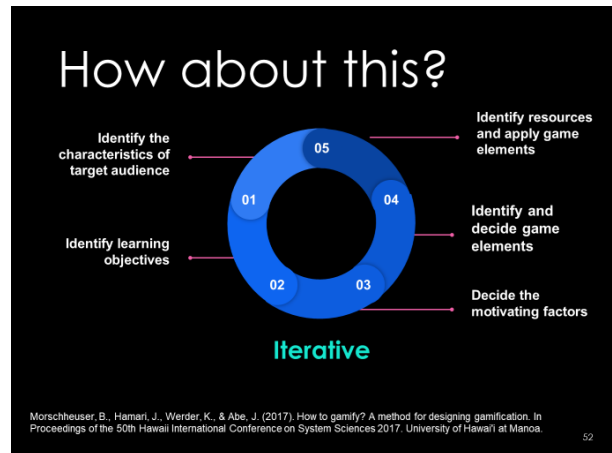 How about this?
Identify the
characteristics of
target audience
Identify learning
objectives
Identify resources
and apply game
elements
Identify and
decide game
elements
Decide the
motivating factors
05
01
04
02
03
Iterative
Morschheuser, B., Hamari, J., Werder, K., & Abe, J. (2017). How to gamify? A method for designing gamification. In
Proceedings of the 50th Hawaii International Conference on System Sciences 2017. University of Hawai'i at Manoa.
52